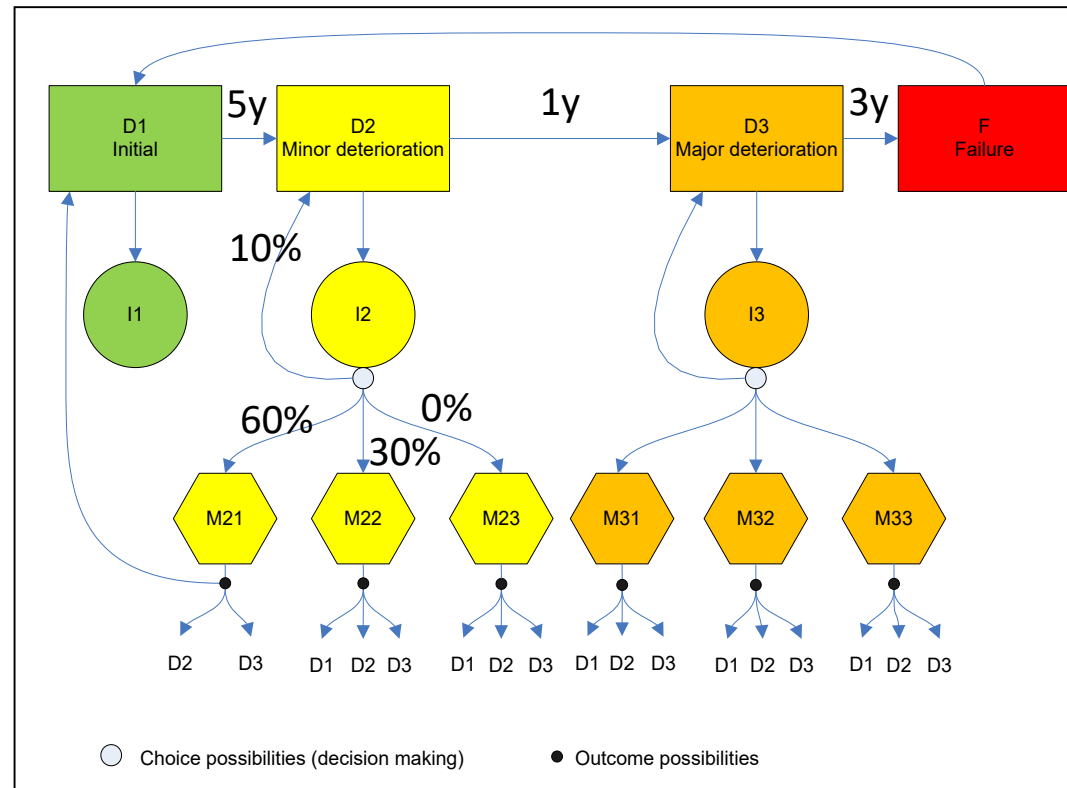 5y
1y
3y
D1
Initial
D2
Minor deterioration
D3
Major deterioration
F
Failure
10%
I1
I2
I3
60%
30%
0%
M21
M22
M23
M31
M32
M33
D2
D3
D1 D2 D3
D1 D2 D3
D1 D2 D3
D1 D2 D3
D1 D2 D3
Choice possibilities (decision making)
Outcome possibilities